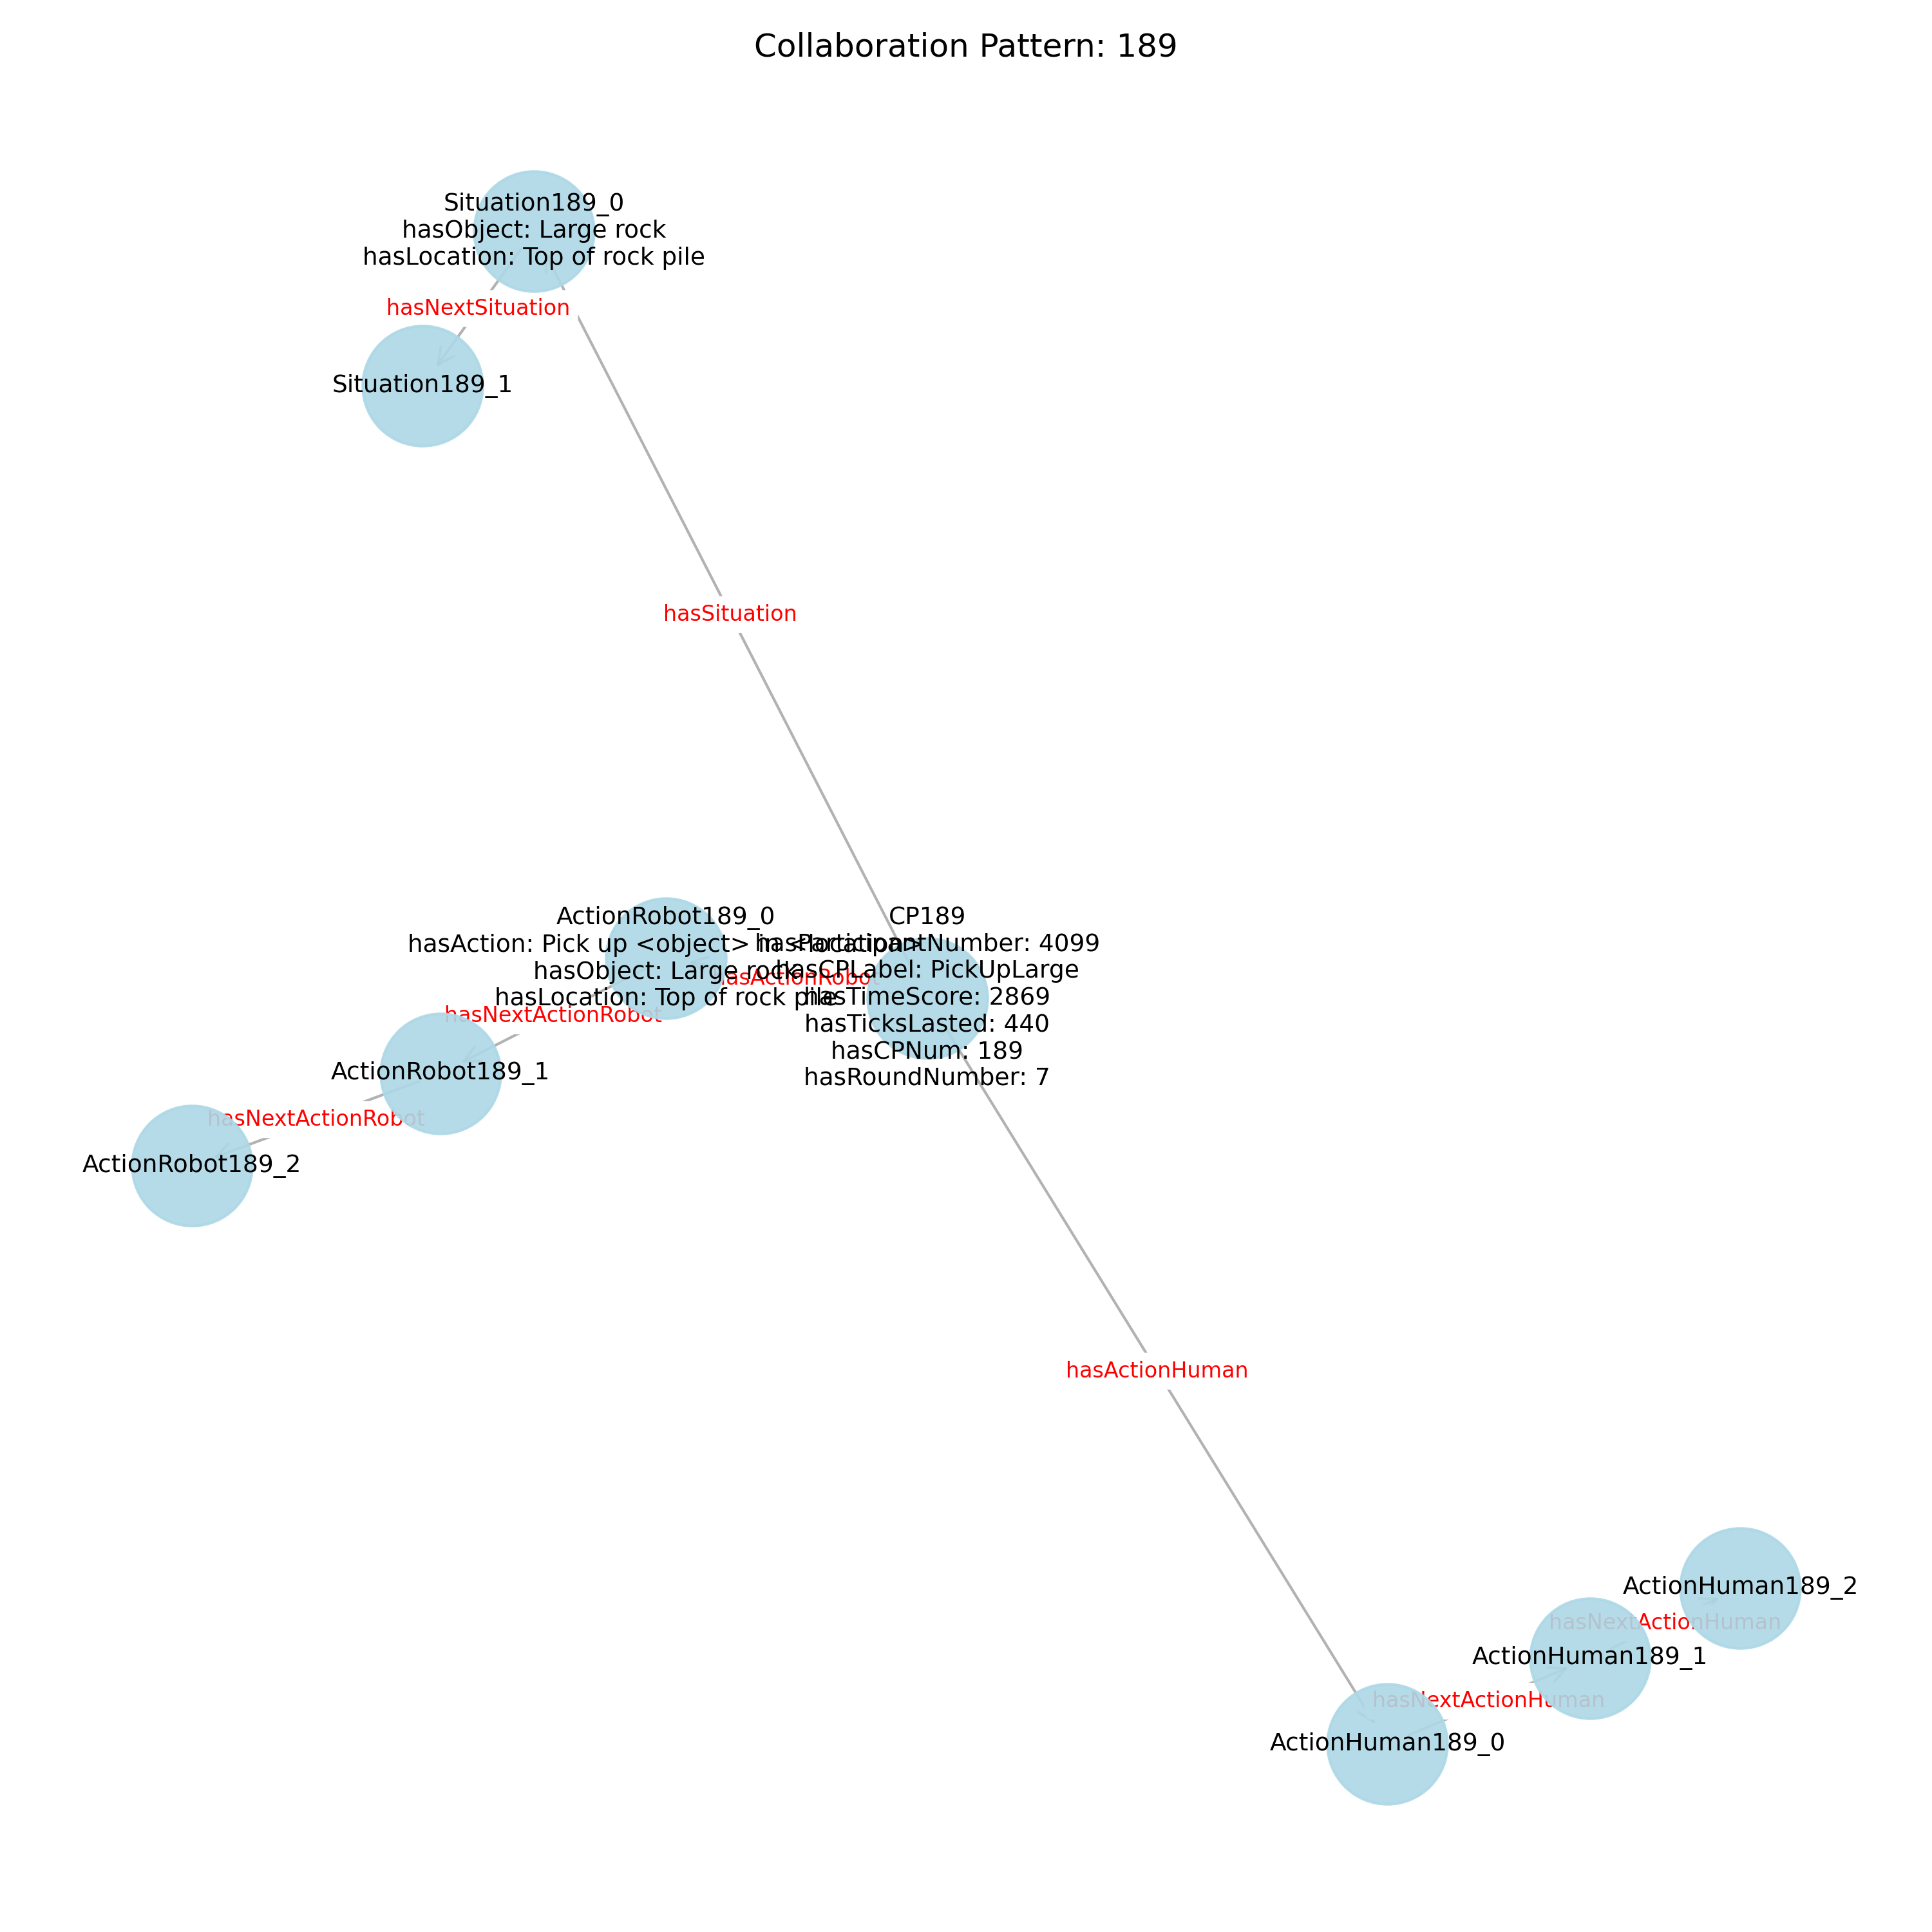 Collaboration Pattern: 189
Situation189_0
hasObject: Large rock
hasLocation: Top of rock pile
hasNextSituation
Situation189_1
hasSituation
ActionRobot189_0
hasAction: Pick up <object> in <location>
hasObject: Large rock
hasLocation: Top of rock pile
hasActionRobot
CP189
hasParticipantNumber: 4099
hasCPLabel: PickUpLarge
hasTimeScore: 2869
hasTicksLasted: 440
hasCPNum: 189
hasRoundNumber: 7
hasNextActionRobot
ActionRobot189_1
hasNextActionRobot
ActionRobot189_2
hasActionHuman
ActionHuman189_2
hasNextActionHuman
ActionHuman189_1
hasNextActionHuman
ActionHuman189_0